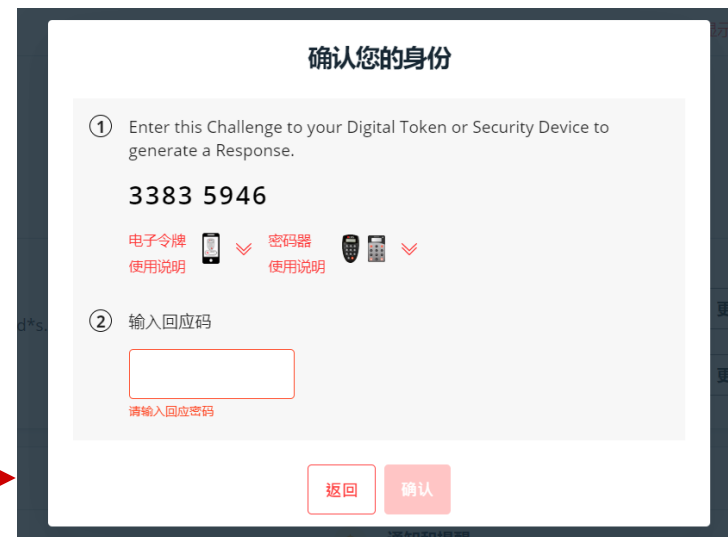 确认您的身份
1 Enter this Challenge to your Digital Token or Security Device to
generate a Response.
3383 5946
电子令牌
使用说明
密码器
使用说明
d*s.
2 输入回应码
请输入回应密码
返回 确认
更
更